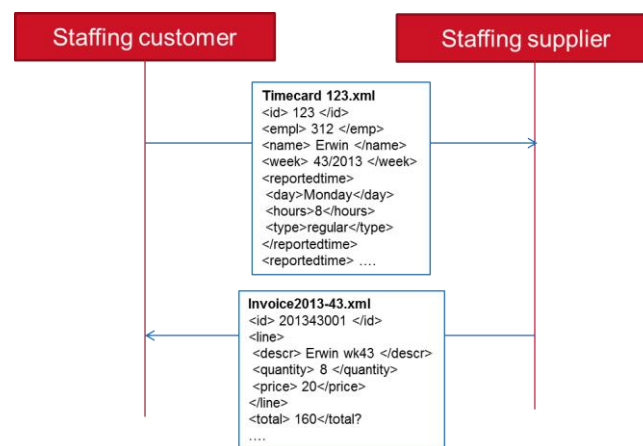 Staffing customer
Staffing supplier
Timecard 123.xml
<id> 123 </id>
<empl> 312 </emp>
<name> Erwin </name>
<week> 43/2013 </week>
<reportedtime>
<day>Monday</day>
<hours>8</hours>
<type>regular</type>
</reportedtime>
<reportedtime> ....
Invoice2013-43.xml
<id> 201343001 </id>
<line>
<descr> Erwin wk43 </descr>
<quantity> 8 </quantity>
<price> 20</price>
</line>
<total> 160</total?
....